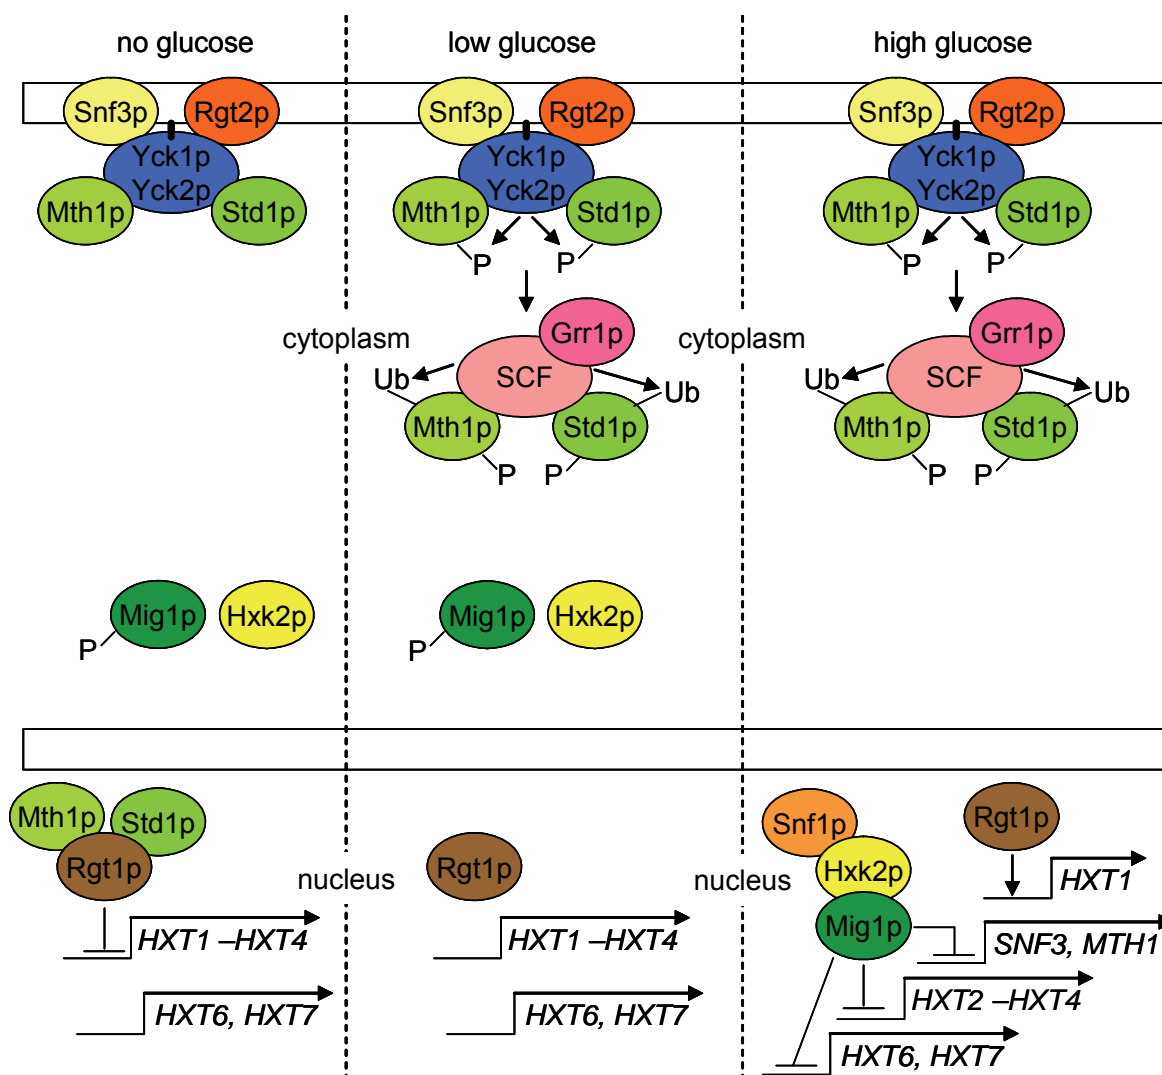 no glucose
low glucose
high glucose
Snf3p
Rgt2p
Snf3p
Rgt2p
Snf3p
Rgt2p
Yck1p
Yck2p
Yck1p
Yck2p
Yck1p
Yck2p
Mth1p
Std1p
Mth1p
Std1p
Mth1p
Std1p
P
P
P
P
cytoplasm
cytoplasm
Grr1p
Grr1p
SCF
SCF
Ub
Ub
Ub
Ub
Mth1p
Std1p
Mth1p
Std1p
P
P
P
P
Mig1p
Hxk2p
Mig1p
Hxk2p
P
P
Mth1p
Std1p
Rgt1p
Rgt1p
Snf1p
Rgt1p
nucleus
nucleus
Hxk2p
HXT1
Mig1p
HXT1 –HXT4
HXT1 –HXT4
SNF3, MTH1
HXT2 –HXT4
HXT6, HXT7
HXT6, HXT7
HXT6, HXT7